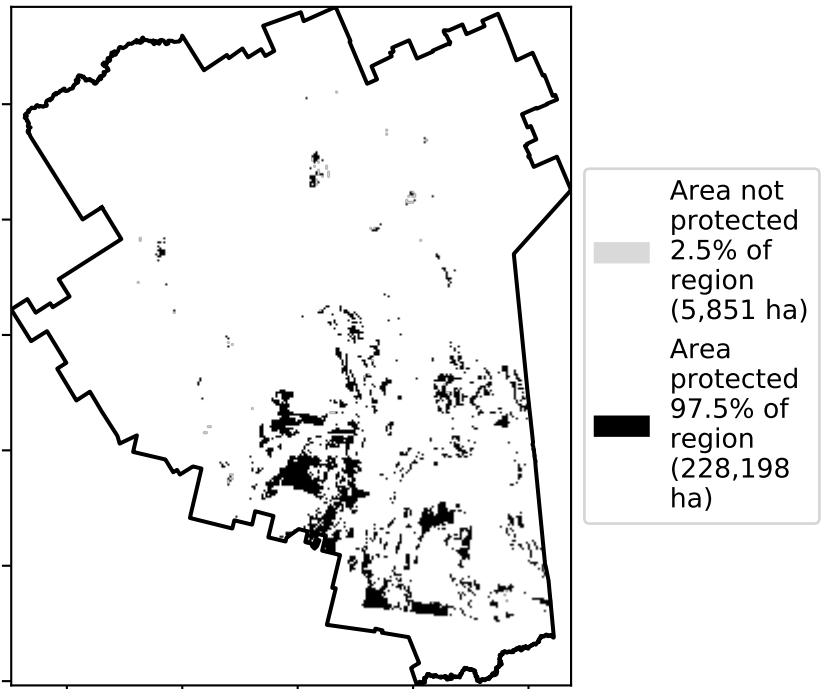 Area not
protected
2.5% of
region
(5,851 ha)
Area
protected
97.5% of
region
(228,198
ha)